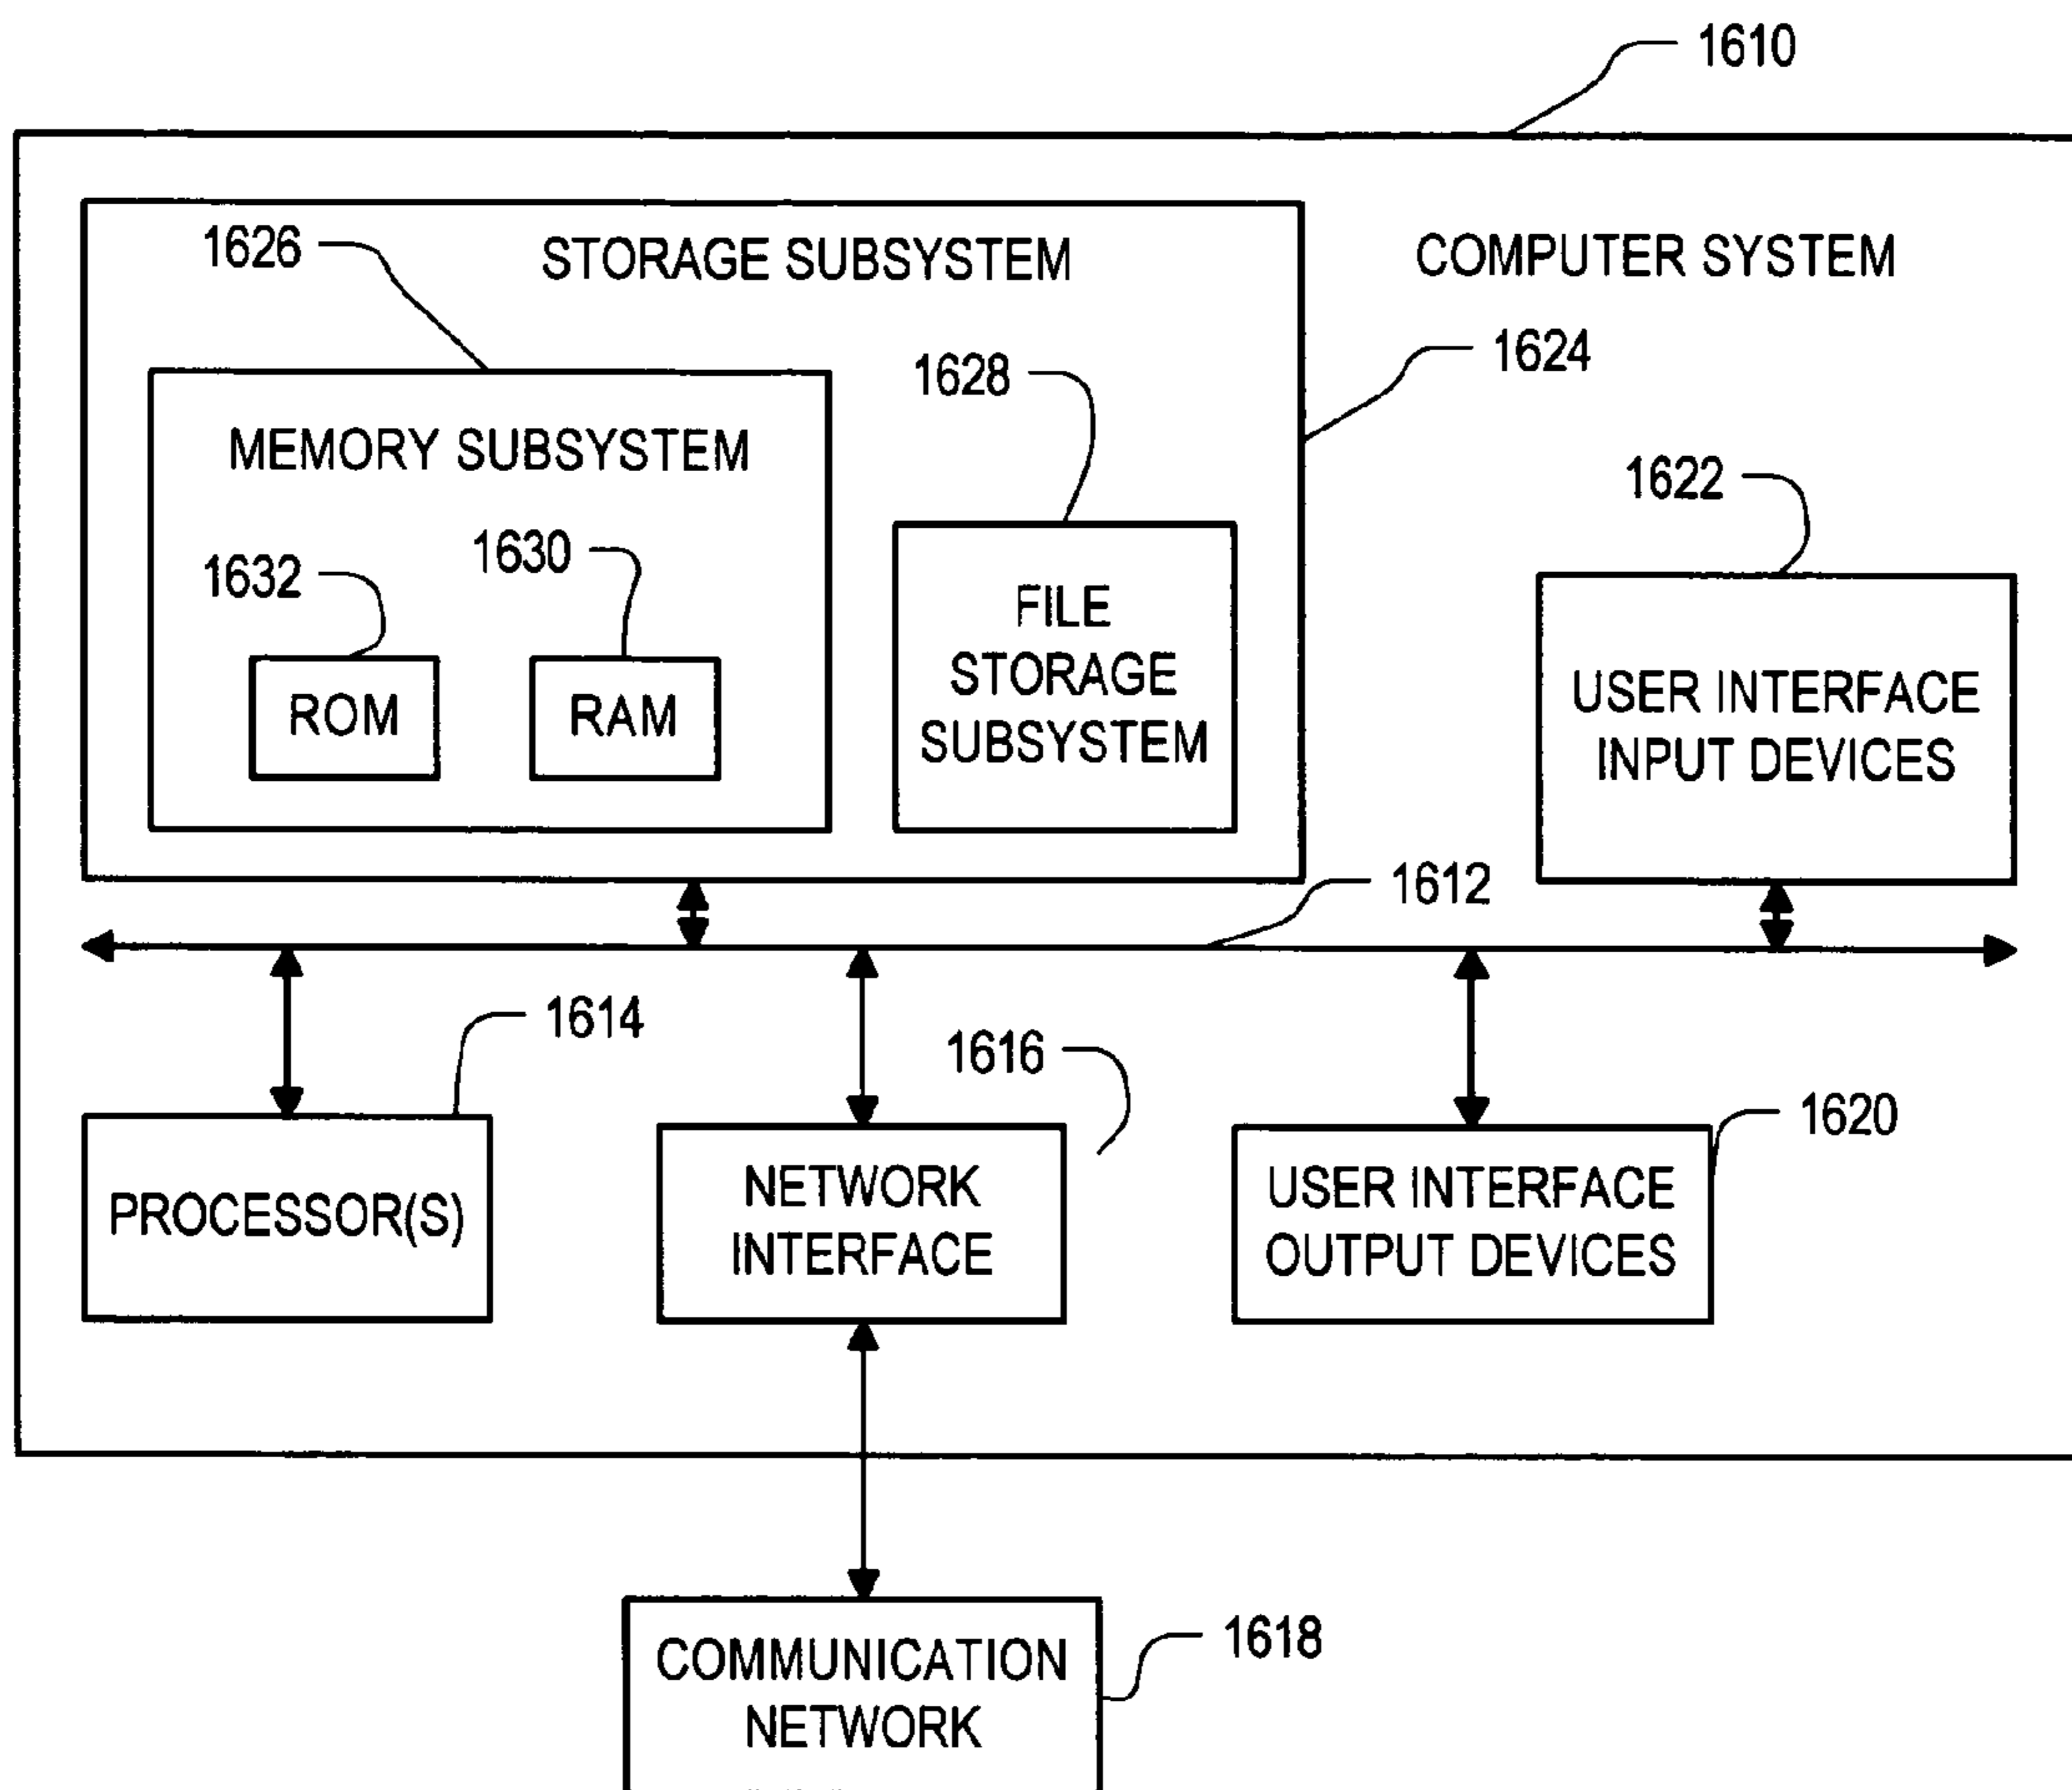 1610
1626
STORAGE SUBSYSTEM
COMPUTER SYSTEM
1624
1628
MEMORY SUBSYSTEM
1622
1630
1632
FILE
STORAGE
SUBSYSTEM
ROM
RAM
USER INTERFACE
INPUT DEVICES
1612
1614
1616
1620
PROCESSOR(S)
NETWORK
INTERFACE
USER INTERFACE
OUTPUT DEVICES
1618
COMMUNICATION
NETWORK